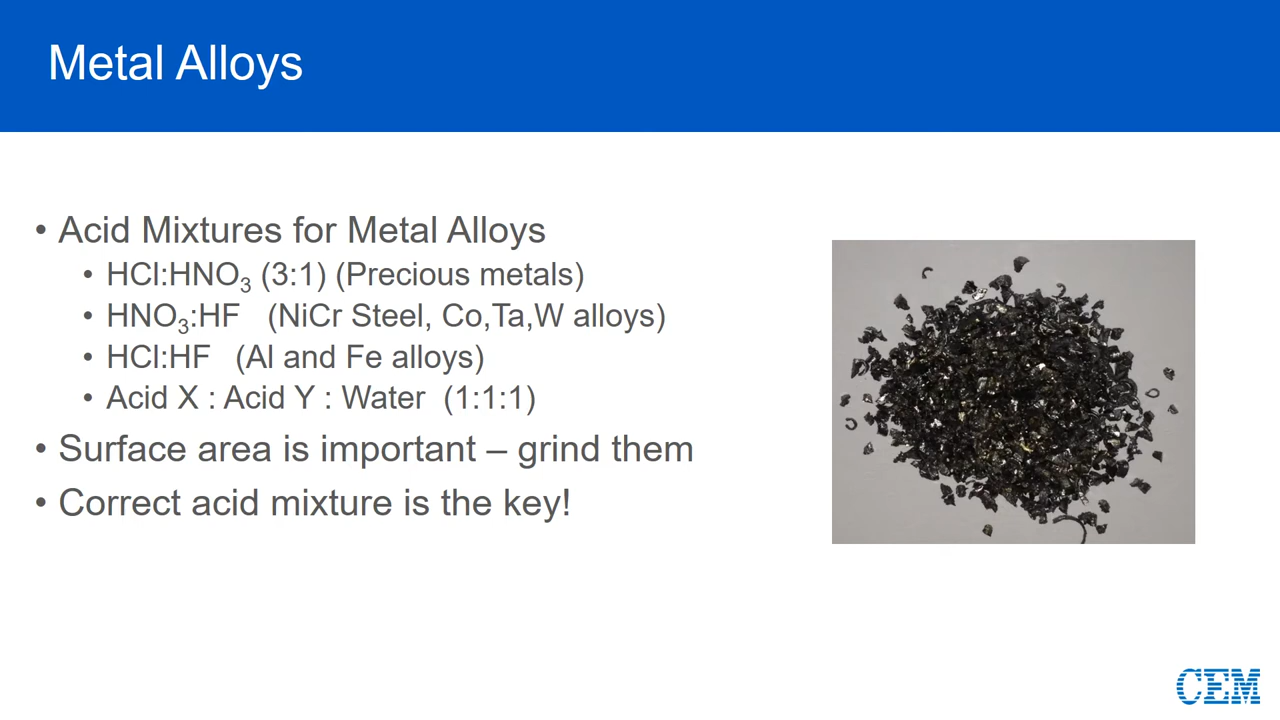 Metal Alloys
• Acid Mixtures for Metal Alloys
• HCl:HNO₃ (3:1) (Precious metals)
• HNO₃:HF (NiCr Steel, Co,Ta,W alloys)
• HCl:HF (Al and Fe alloys)
• Acid X : Acid Y : Water (1:1:1)
• Surface area is important – grind them
• Correct acid mixture is the key!
CEM